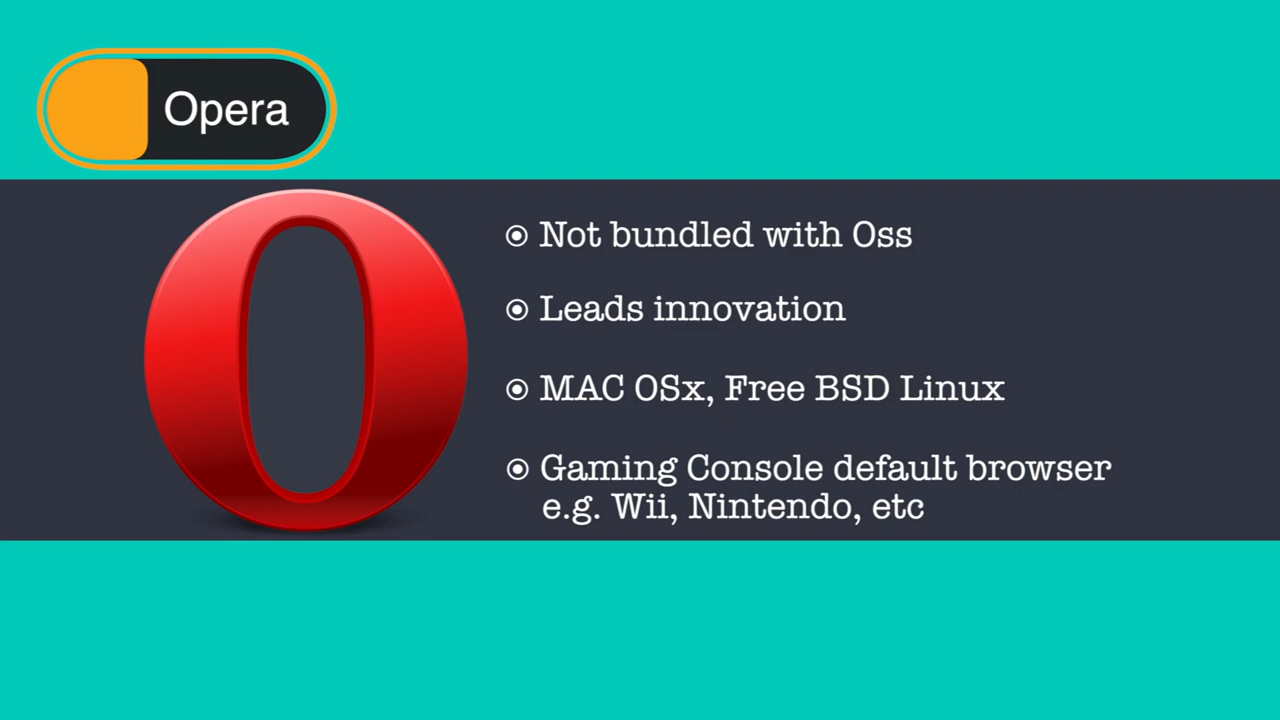 Opera
Not bundled with Oss
Leads innovation
MAC OSx, Free BSD Linux
Gaming Console default browser
e.g. Wii, Nintendo, etc